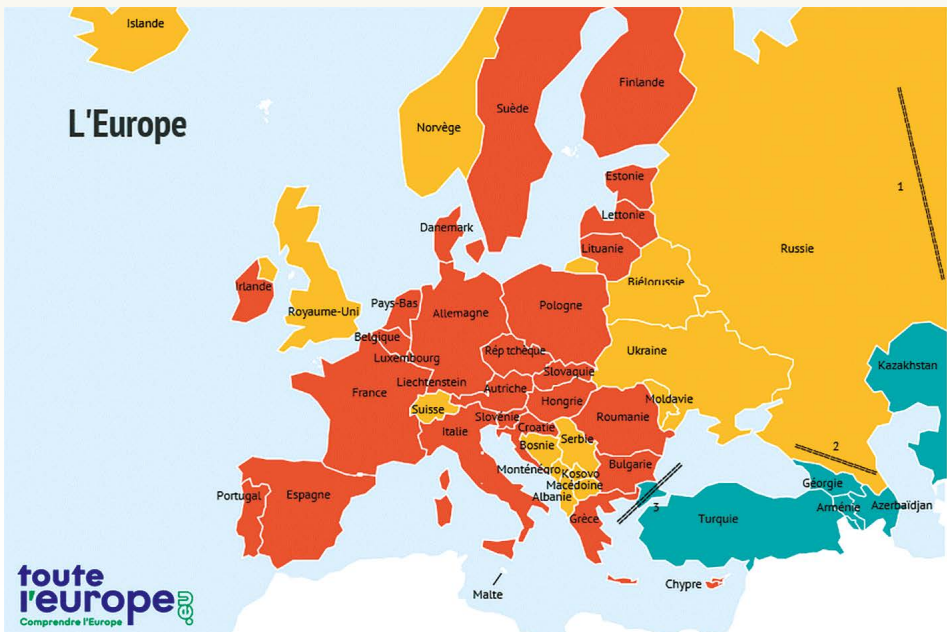 Islande
L'Europe
Norvège
Suède
Finlande
Estonie
Lettonie
Lituanie
Danemark
1
Russie
Irlande
Royaume-Uni
Pays-Bas
Allemagne
Pologne
Biélorussie
Belgique
Luxembourg
Rép tchèque
Slovaquie
Ukraine
Kazakhstan
Liechtenstein
France
Autriche
Hongrie
Moldavie
Suisse
Slovénie
Roumanie
Italie
Croatie
Bosnie
Serbie
2
Monténégro
Kosovo
Bulgarie
Géorgie
Macédoine
Albanie
Portugal
Espagne
Grèce
3
Turquie
Arménie
Azerbaïdjan
Malte
Chypre
toute
l'europe.eu
Comprendre l'Europe